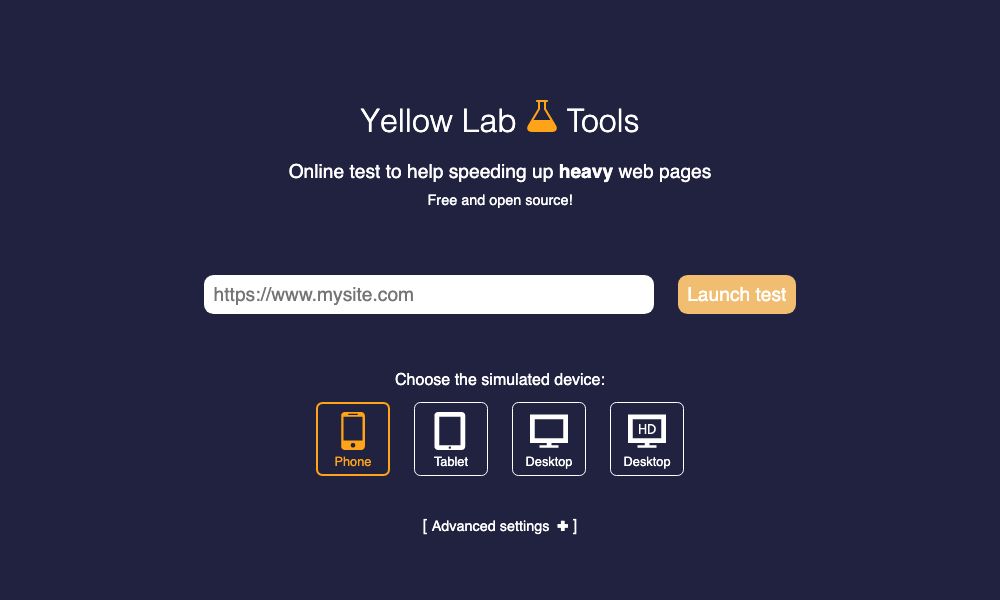 Yellow Lab Tools
Online test to help speeding up heavy web pages
Free and open source!
https://www.mysite.com
Launch test
Choose the simulated device:
Phone
Tablet
Desktop
HD
Desktop
[ Advanced settings ✚ ]